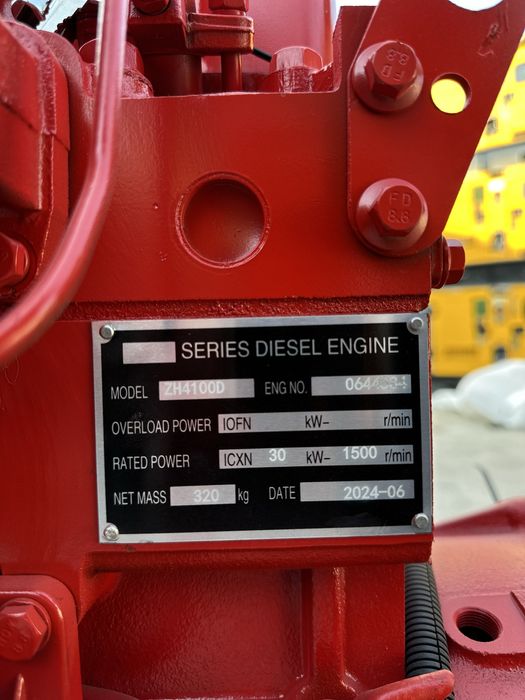 FD
8.8
FD
8.8
SERIES DIESEL ENGINE
MODEL ZH4100D ENG NO.
OVERLOAD POWER IOFN kW– r/min
RATED POWER ICXN 30 kW– 1500 r/min
NET MASS 320 kg DATE 2024-06